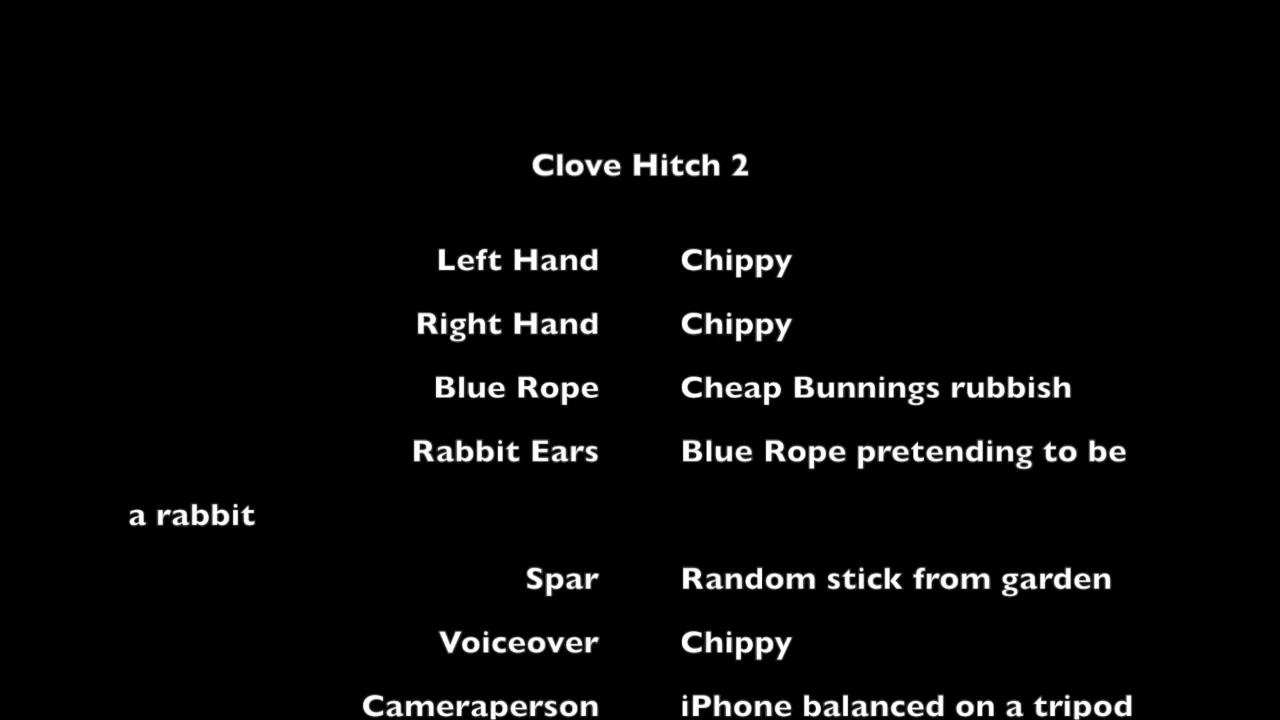 Clove Hitch 2
Left Hand Chippy
Right Hand Chippy
Blue Rope Cheap Bunnings rubbish
Rabbit Ears Blue Rope pretending to be
a rabbit
Spar Random stick from garden
Voiceover Chippy
Cameraperson iPhone balanced on a tripod